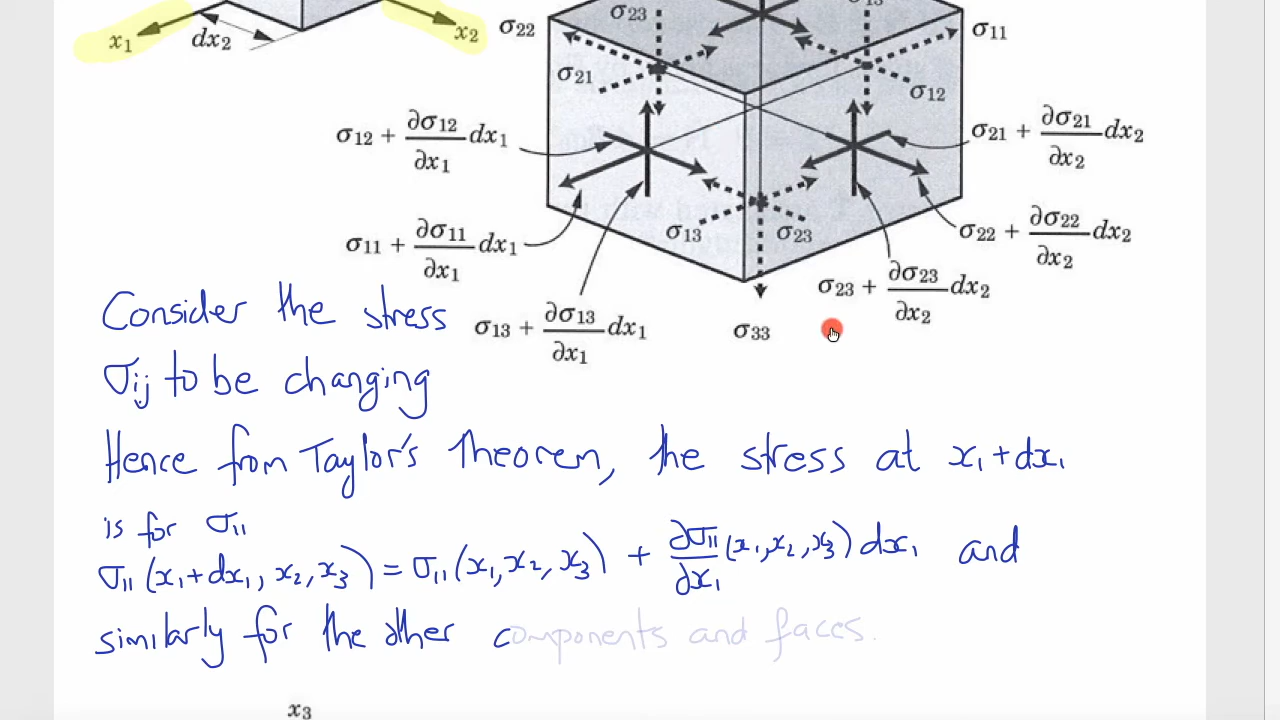 x1
dx2
x2
σ22
σ23
σ13
σ11
σ21
σ12
σ12 + ∂σ12/∂x1 dx1
σ21 + ∂σ21/∂x2 dx2
σ13
σ23
σ11 + ∂σ11/∂x1 dx1
σ22 + ∂σ22/∂x2 dx2
σ23 + ∂σ23/∂x2 dx2
σ13 + ∂σ13/∂x1 dx1
σ33
Consider the stress
σij to be changing
Hence from Taylor's Theorem, the stress at x1+dx1
is for σ11
σ11(x1+dx1, x2, x3) = σ11(x1, x2, x3) + ∂σ11/∂x1 (x1, x2, x3) dx1 and
similarly for the other components and faces.
x3